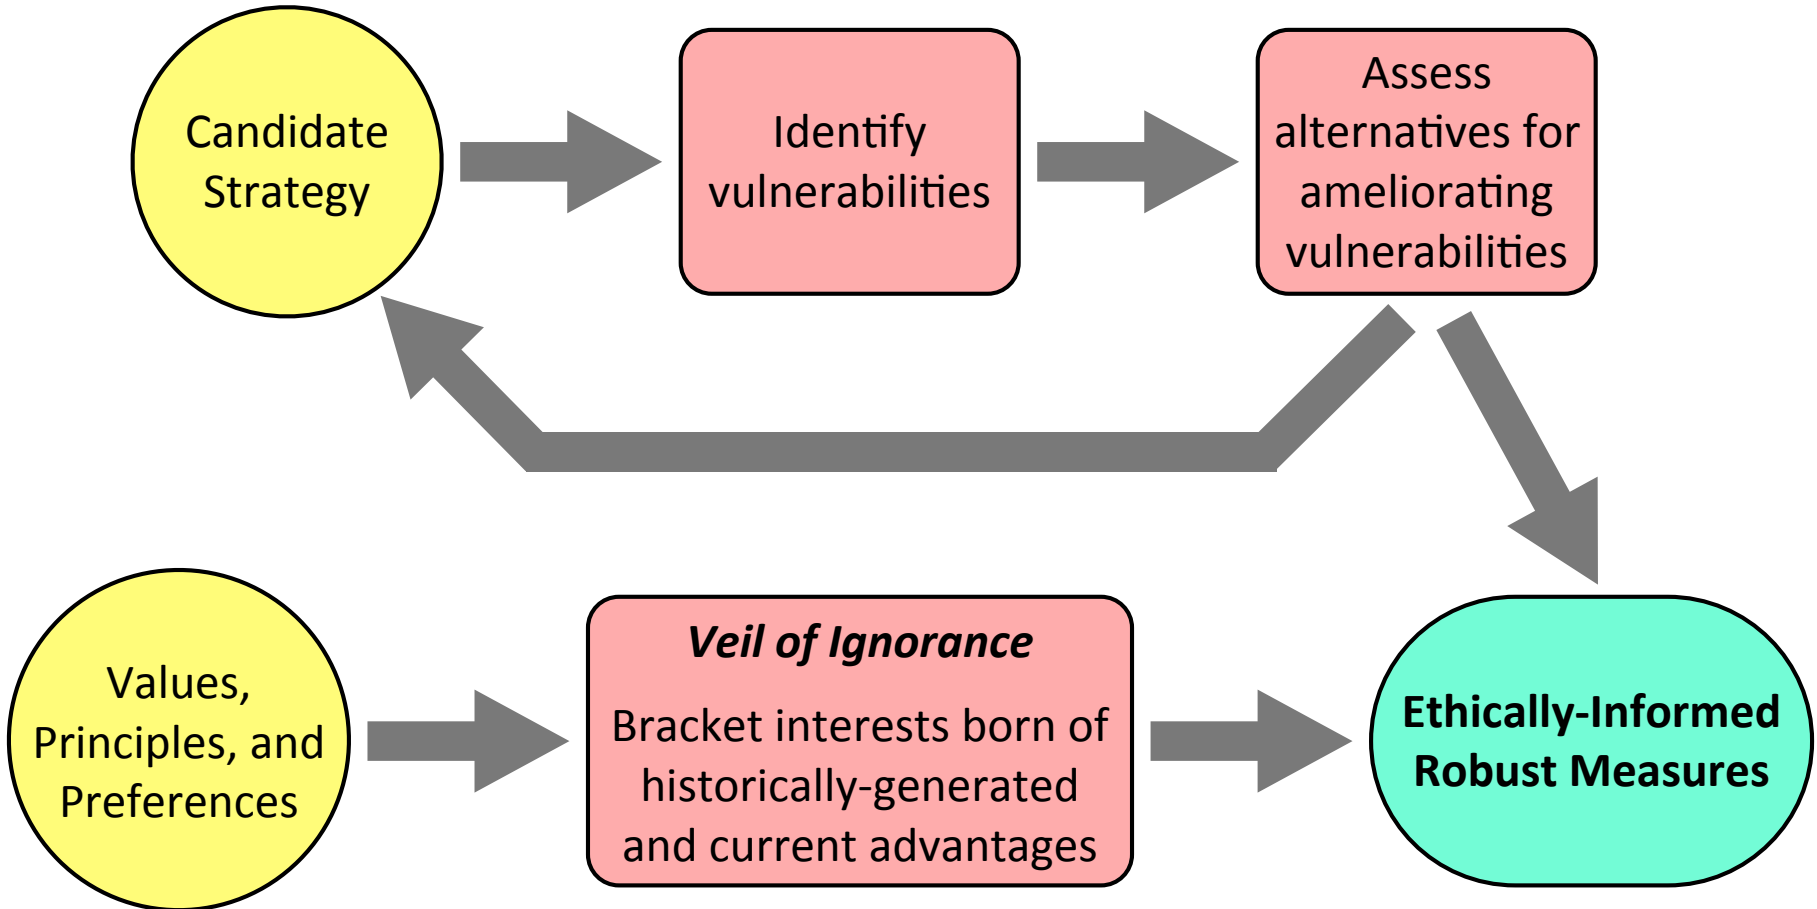 Candidate
Strategy
Identify
vulnerabilities
Assess
alternatives for
ameliorating
vulnerabilities
Values,
Principles, and
Preferences
Veil of Ignorance
Bracket interests born of
historically-generated
and current advantages
Ethically-Informed
Robust Measures